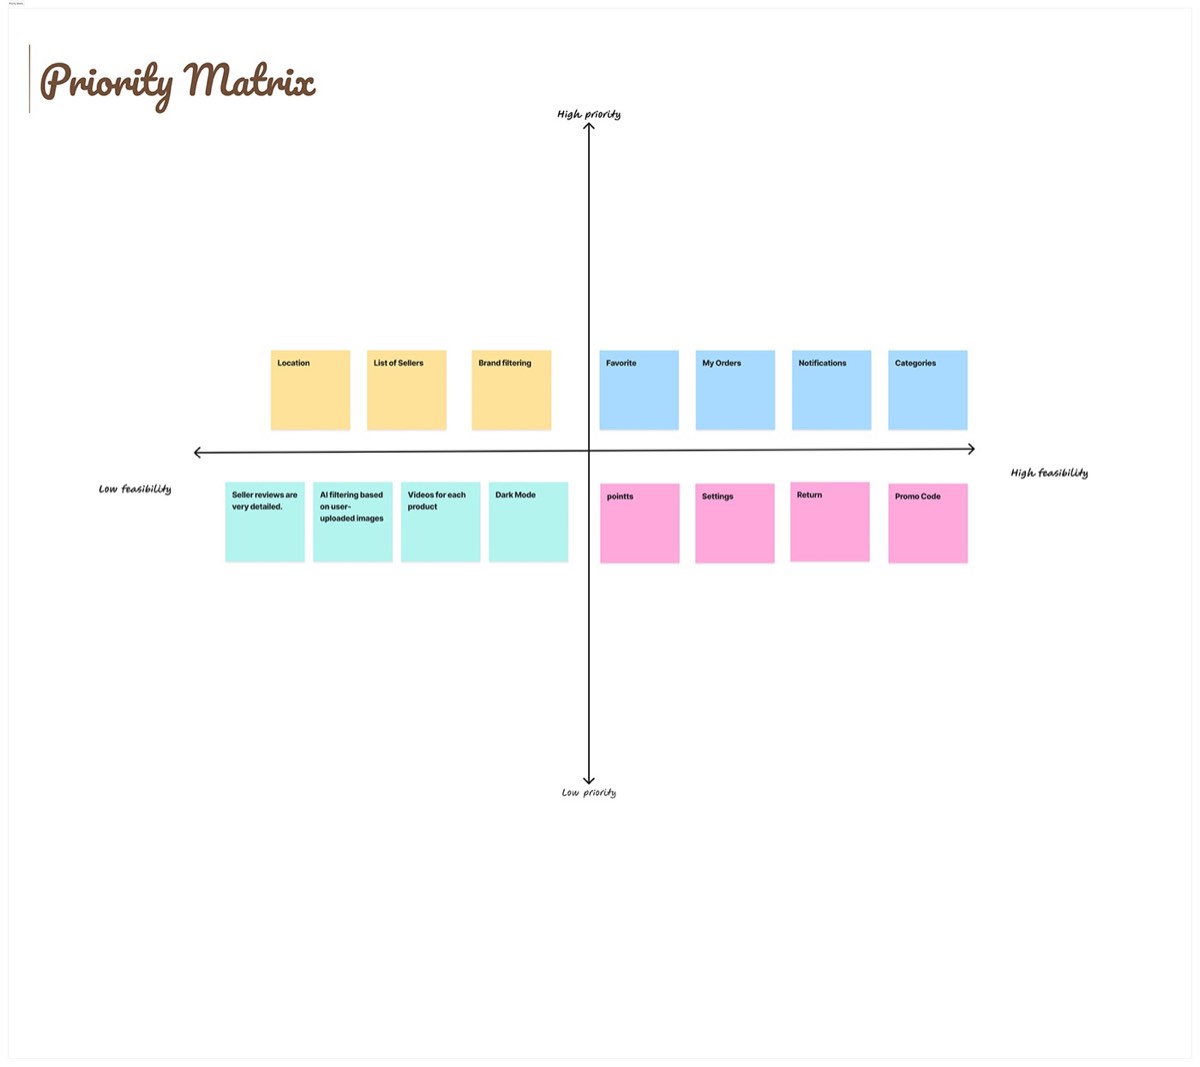 Priority Matrix
High priority
Location
List of Sellers
Brand filtering
Favorite
My Orders
Notifications
Categories
Low feasibility
High feasibility
Seller reviews are
very detailed.
AI filtering based
on user-
uploaded images
Videos for each
product
Dark Mode
pointts
Settings
Return
Promo Code
Low priority